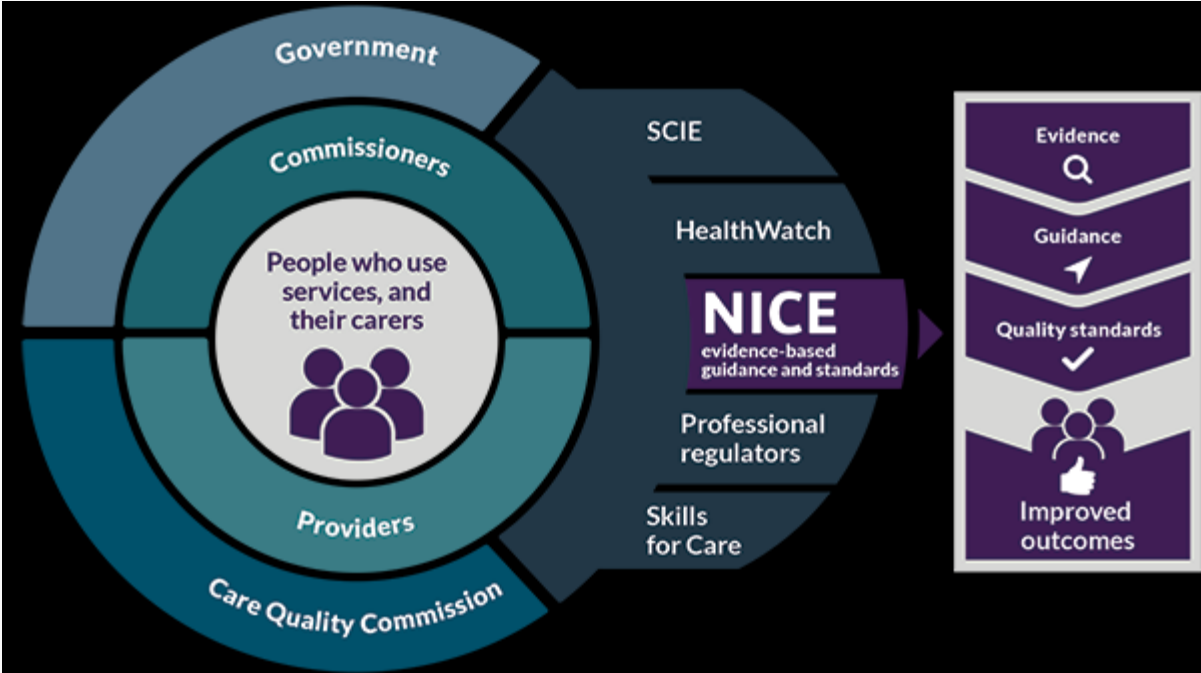 Government
Commissioners
People who use
services, and
their carers
Providers
Care Quality Commission
SCIE
HealthWatch
NICE
evidence-based
guidance and standards
Professional
regulators
Skills
for Care
Evidence
Guidance
Quality standards
Improved
outcomes